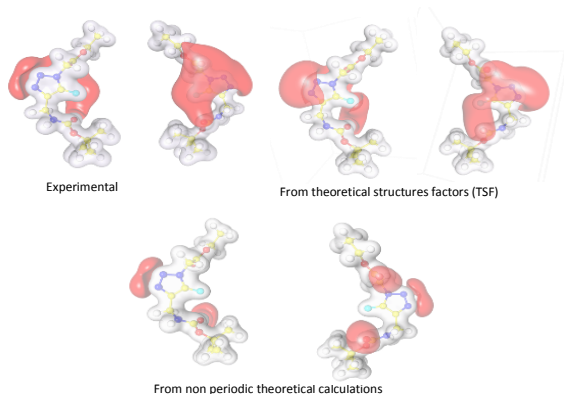 Experimental
From theoretical structures factors (TSF)
From non periodic theoretical calculations